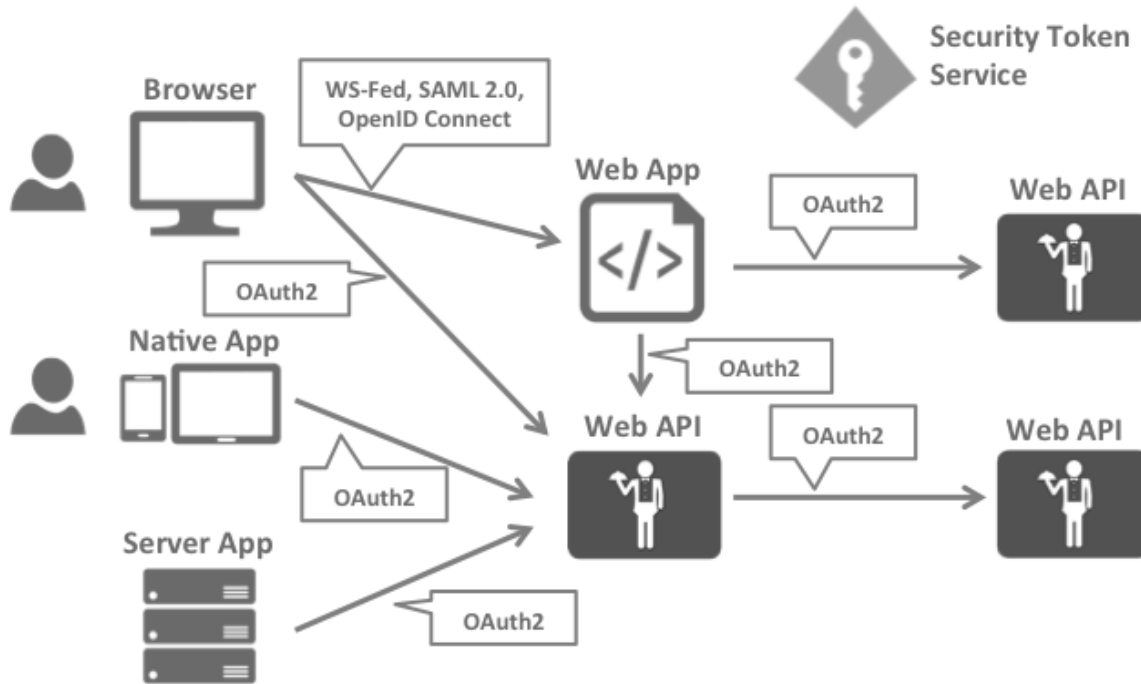 Security Token
Service
Browser
WS-Fed, SAML 2.0,
OpenID Connect
Web App
OAuth2
Web API
</>
OAuth2
Native App
OAuth2
Web API
OAuth2
Web API
OAuth2
Server App
OAuth2